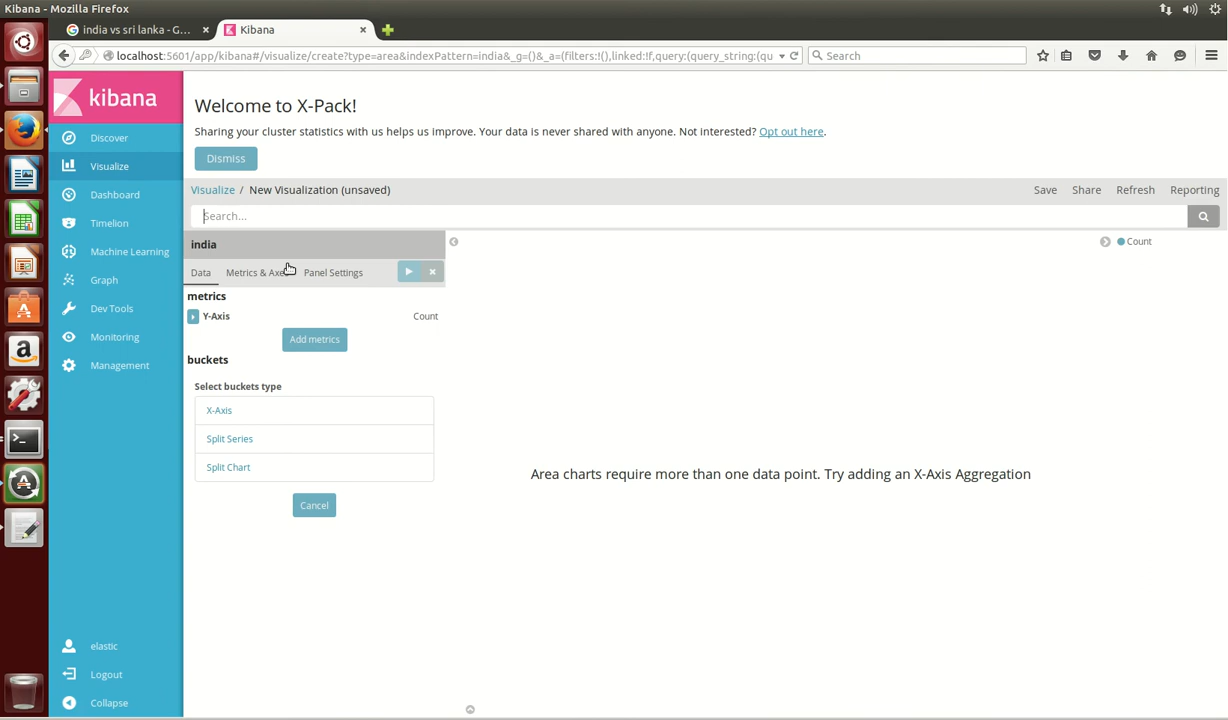 Kibana - Mozilla Firefox
india vs sri lanka - G...
Kibana
localhost:5601/app/kibana#/visualize/create?type=area&indexPattern=india&_g=()&_a=(filters:!(),linked:!f,query:(query_string:(qu
Search
kibana
Discover
Visualize
Dashboard
Timelion
Machine Learning
Graph
Dev Tools
Monitoring
Management
elastic
Logout
Collapse
Welcome to X-Pack!
Sharing your cluster statistics with us helps us improve. Your data is never shared with anyone. Not interested? Opt out here.
Dismiss
Visualize / New Visualization (unsaved)
Save Share Refresh Reporting
Search...
india
Data Metrics & Axes Panel Settings
metrics
Y-Axis Count
Add metrics
buckets
Select buckets type
X-Axis
Split Series
Split Chart
Cancel
Count
Area charts require more than one data point. Try adding an X-Axis Aggregation